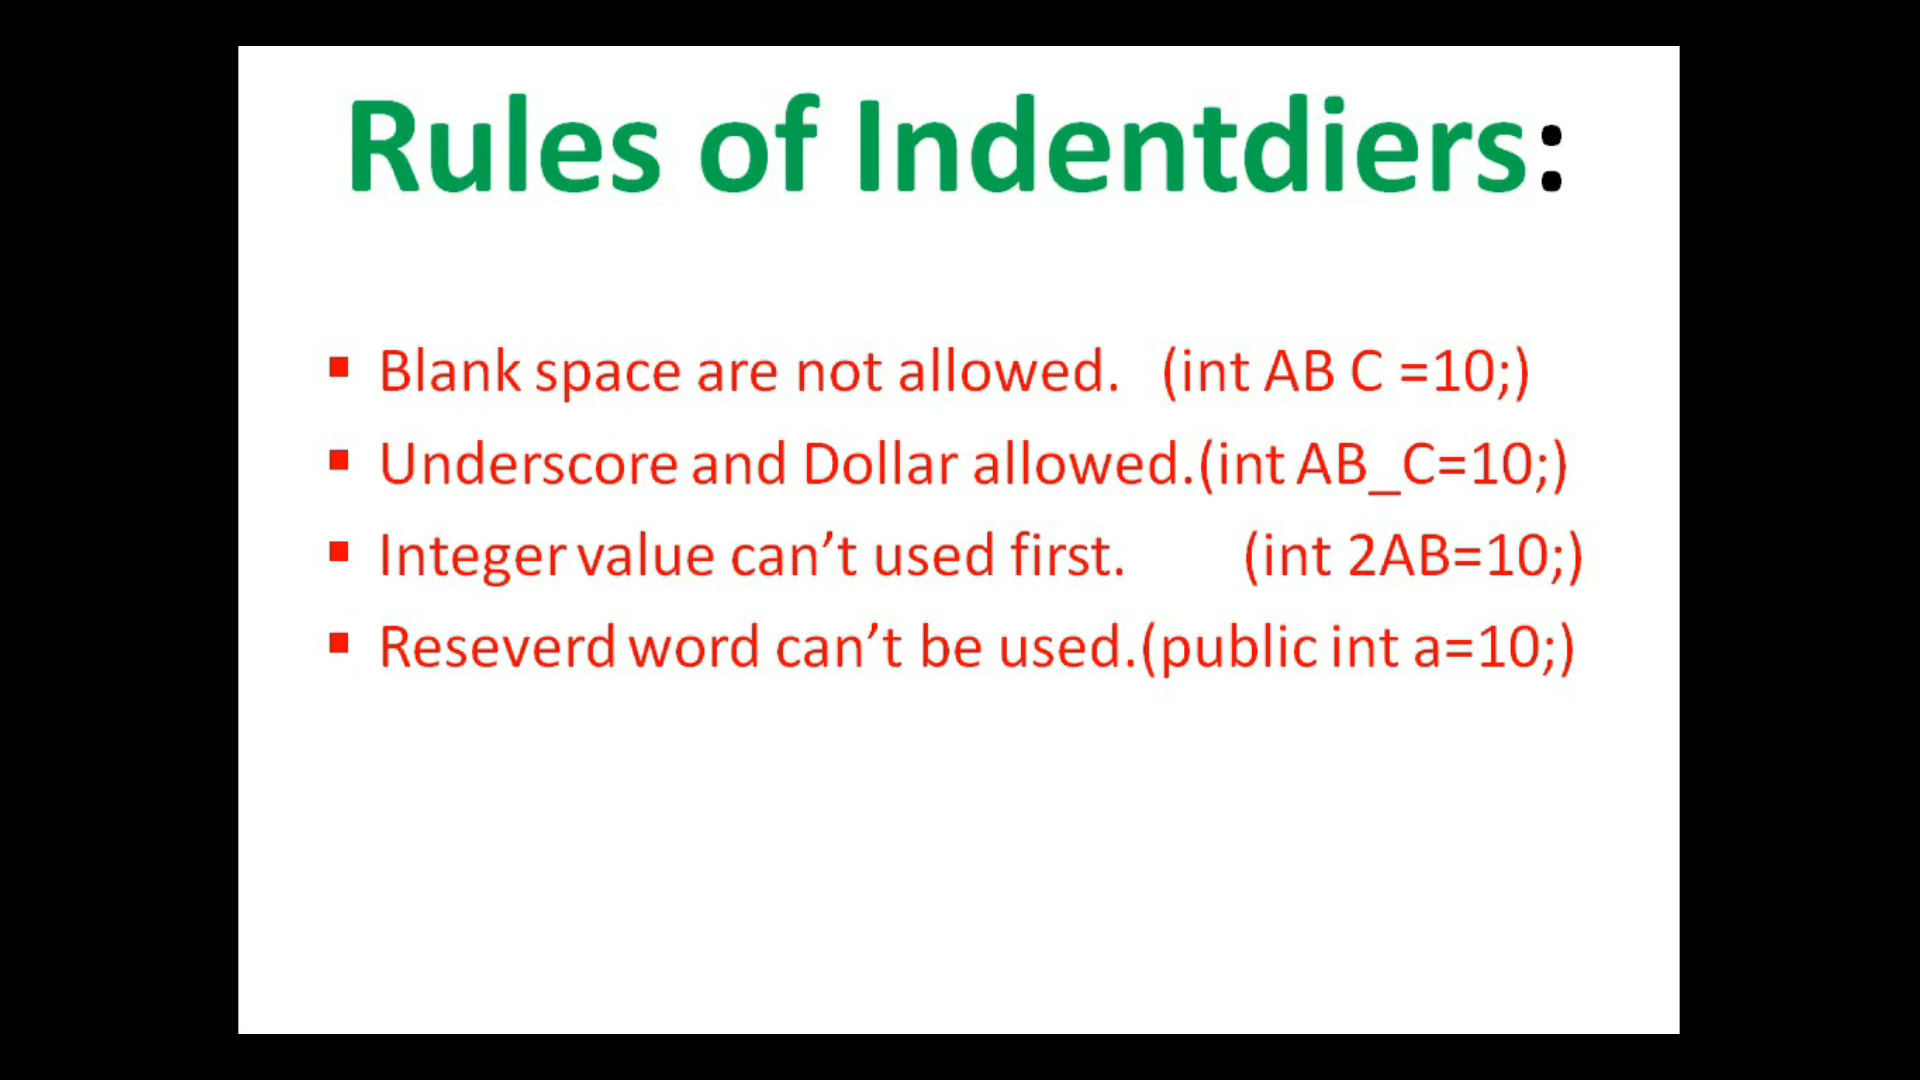 Rules of Indentdiers:
▪ Blank space are not allowed. (int AB C =10;)
▪ Underscore and Dollar allowed.(int AB_C=10;)
▪ Integer value can’t used first. (int 2AB=10;)
▪ Reseverd word can’t be used.(public int a=10;)